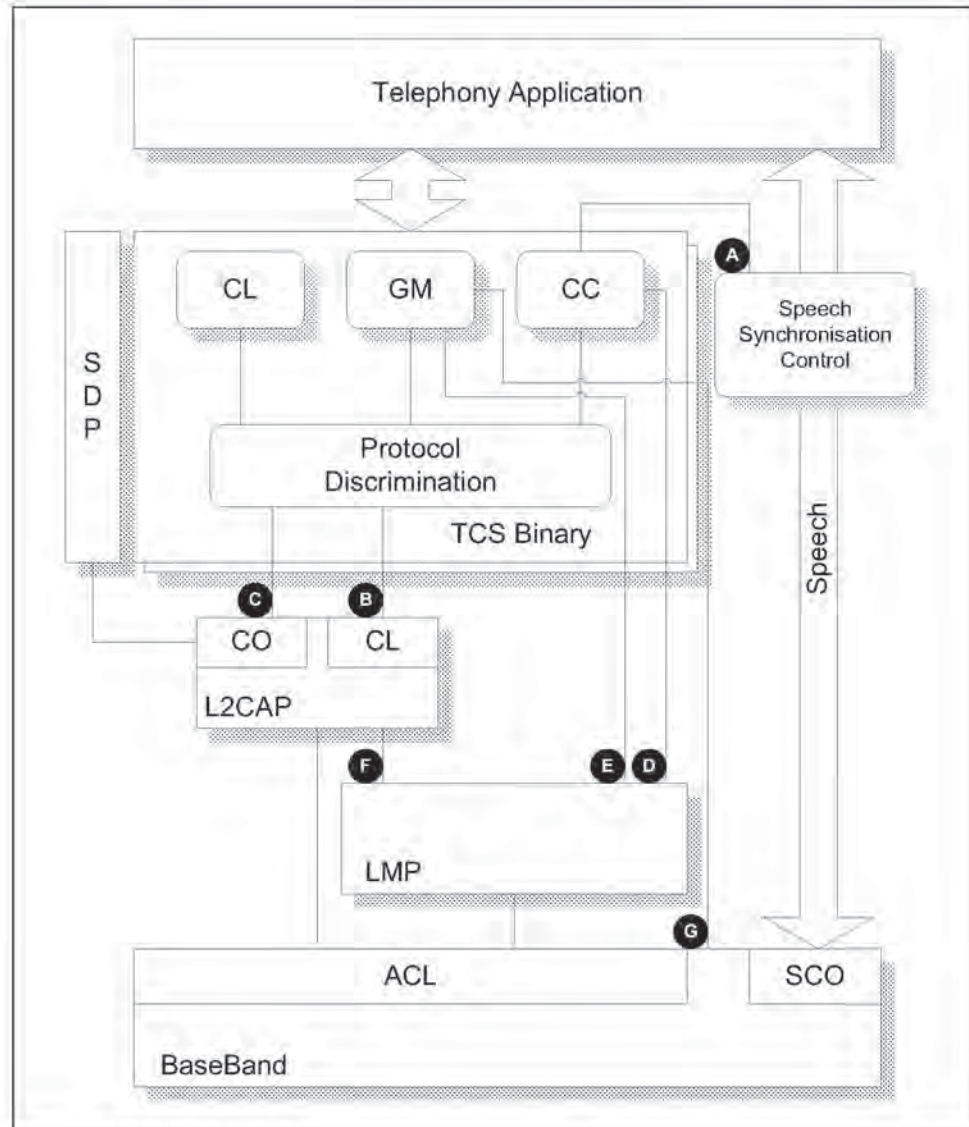 Telephony Application
A
CL
GM
CC
Speech
Synchronisation
Control
S
D
P
Protocol
Discrimination
TCS Binary
Speech
C
B
CO
CL
L2CAP
F
E
D
LMP
G
ACL
SCO
BaseBand